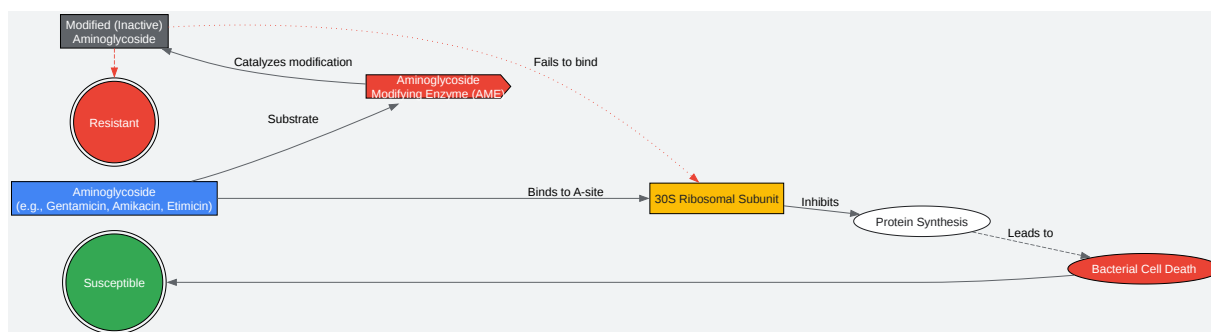 Modified (Inactive)
Aminoglycoside
Catalyzes modification
Fails to bind
Aminoglycoside
Modifying Enzyme (AME)
Resistant
Substrate
Aminoglycoside
(e.g., Gentamicin, Amikacin, Etimicin)
Binds to A-site
30S Ribosomal Subunit
Inhibits
Protein Synthesis
Leads to
Bacterial Cell Death
Susceptible